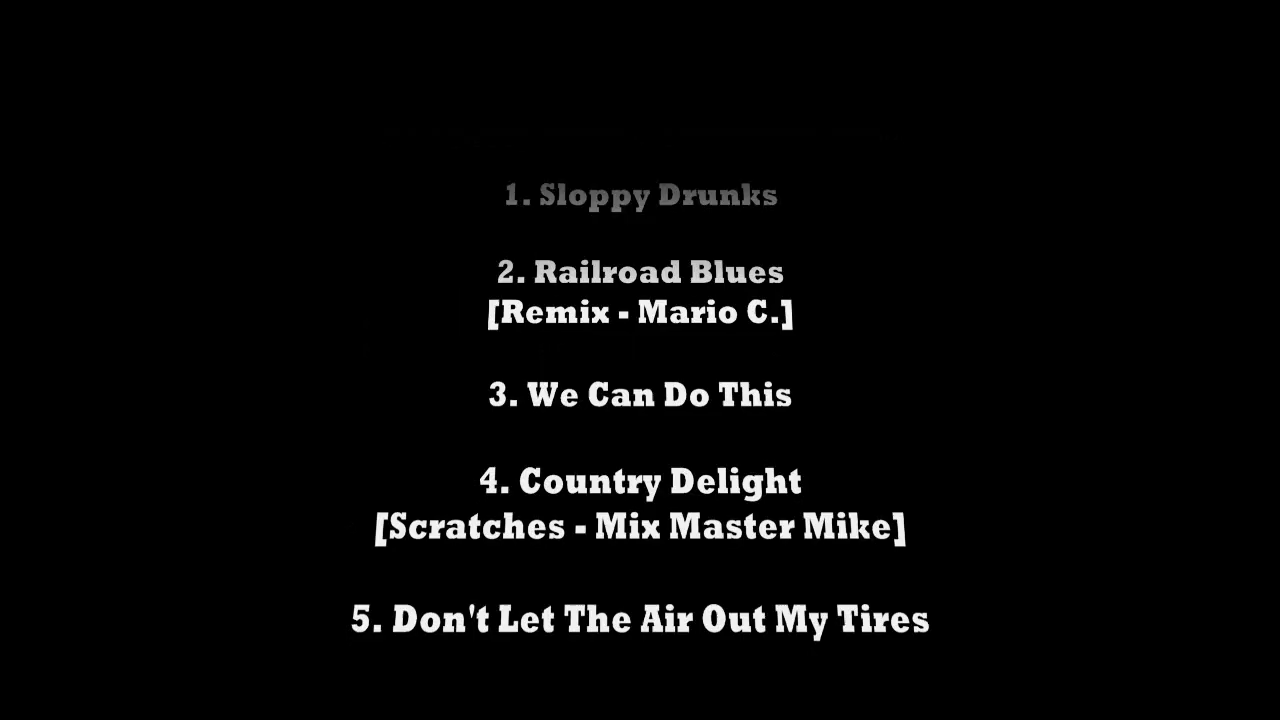 1. Sloppy Drunks
2. Railroad Blues
[Remix - Mario C.]
3. We Can Do This
4. Country Delight
[Scratches - Mix Master Mike]
5. Don't Let The Air Out My Tires